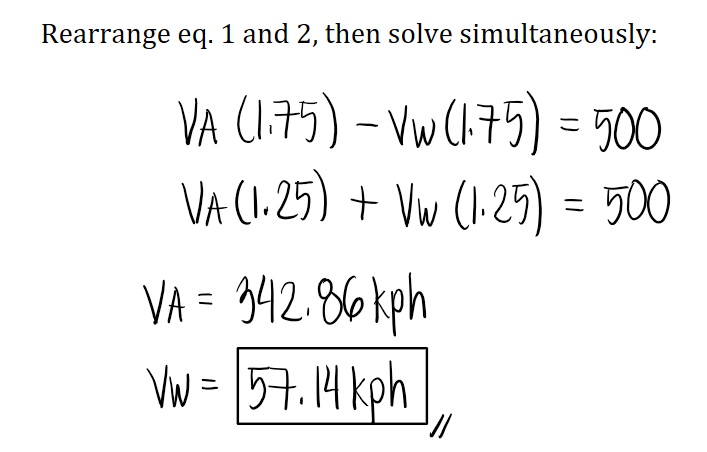 Rearrange eq. 1 and 2, then solve simultaneously:
VA (1.75) - Vw (1.75) = 500
VA (1.25) + Vw (1.25) = 500
VA = 342.86 kph
VW = 57.14 kph //